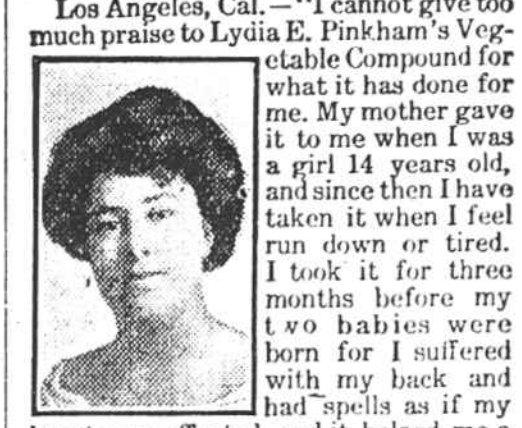 Los Angeles, Cal.—"I cannot give too
much praise to Lydia E. Pinkham's Veg-
etable Compound for
what it has done for
me. My mother gave
it to me when I was
a girl 14 years old,
and since then I have
taken it when I feel
run down or tired.
I took it for three
months before my
two babies were
born for I suffered
with my back and
had spells as if my